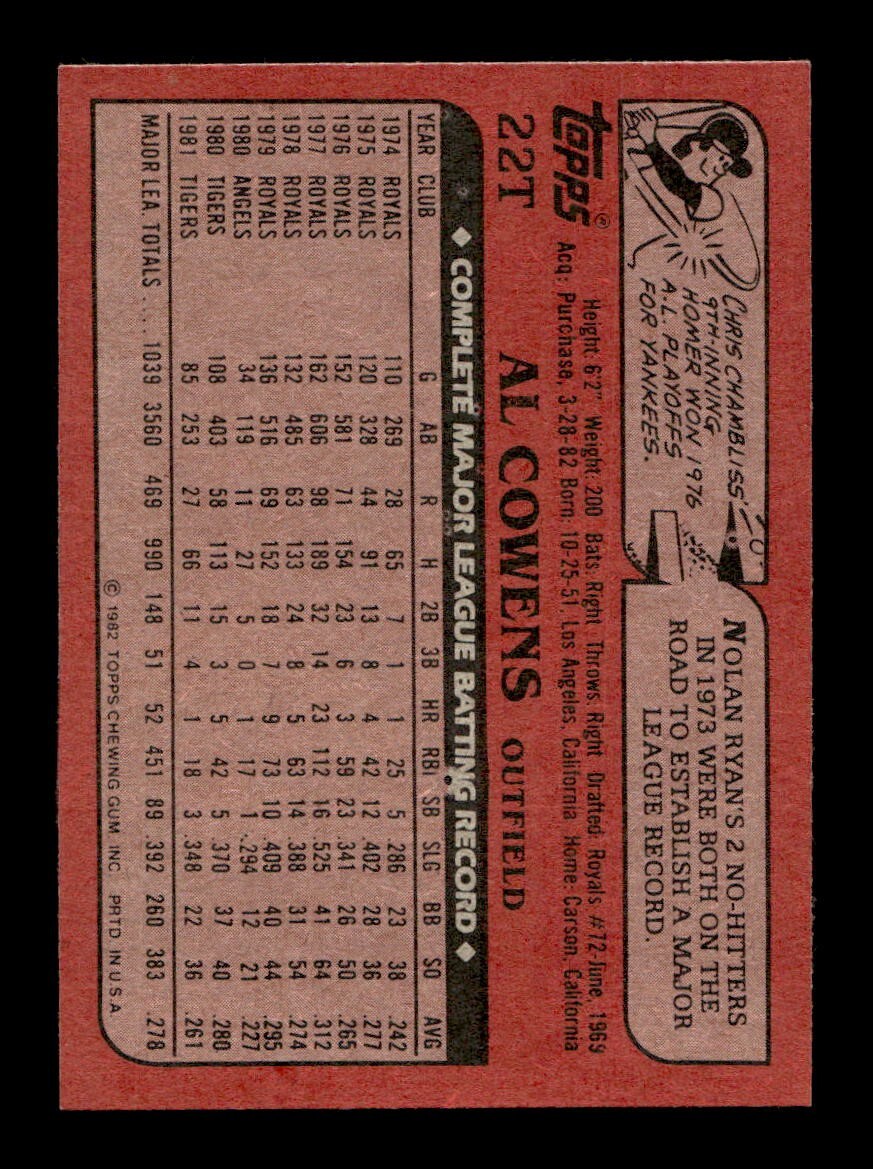 CHRIS CHAMBLISS'
9TH-INNING
HOMER WON 1976
A.L. PLAYOFFS
FOR YANKEES.
NOLAN RYAN'S 2 NO-HITTERS
IN 1973 WERE BOTH ON THE
ROAD TO ESTABLISH A MAJOR
LEAGUE RECORD.
TOPPS®
22T
Height: 6'2" Weight: 200 Bats: Right Throws: Right Drafted: Royals #72-June, 1969
Acq: Purchase, 3-28-82 Born: 10-25-51, Los Angeles, California Home: Carson, California
AL COWENS OUTFIELD
◆ COMPLETE MAJOR LEAGUE BATTING RECORD ◆
YEAR CLUB G AB R H 2B 3B HR RBI SB SLG BB SO AVG
1974 ROYALS 110 269 28 65 7 1 1 25 5 .286 23 38 .242
1975 ROYALS 120 328 44 91 13 8 4 42 12 .402 28 36 .277
1976 ROYALS 152 581 71 154 23 6 3 59 23 .341 26 50 .265
1977 ROYALS 162 606 98 189 32 14 23 112 16 .525 41 64 .312
1978 ROYALS 132 485 63 133 24 8 5 63 14 .388 31 54 .274
1979 ROYALS 136 516 69 152 18 7 9 73 10 .409 40 44 .295
1980 ANGELS 34 119 11 27 5 0 1 17 1 .294 12 21 .227
1980 TIGERS 108 403 58 113 15 3 5 42 5 .370 37 40 .280
1981 TIGERS 85 253 27 66 11 4 1 18 3 .348 22 36 .261
MAJOR LEA. TOTALS .... 1039 3560 469 990 148 51 52 451 89 .392 260 383 .278
© 1982 TOPPS CHEWING GUM, INC. PRTD. IN U.S.A.